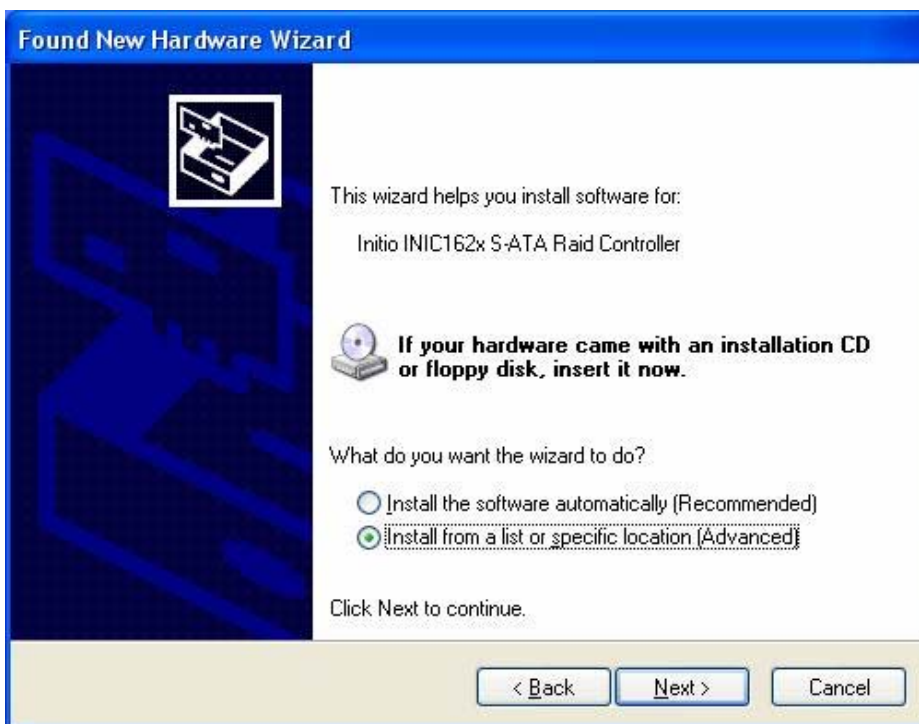 Found New Hardware Wizard
This wizard helps you install software for:
Initio INIC162x S-ATA Raid Controller
If your hardware came with an installation CD
or floppy disk, insert it now.
What do you want the wizard to do?
Install the software automatically (Recommended)
Install from a list or specific location (Advanced)
Click Next to continue.
< Back Next > Cancel